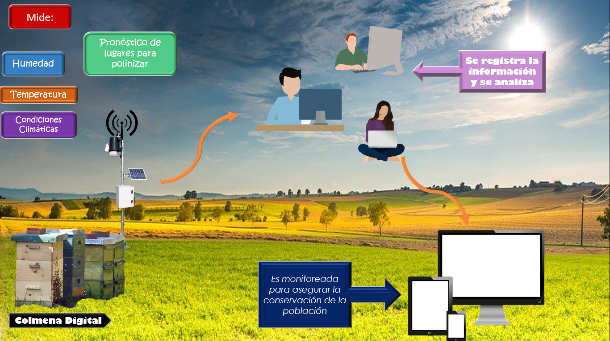 Mide:
Pronóstico de
lugares para
polinizar
Humedad
Temperatura
Condiciones
Climáticas
Se registra la
información
y se analiza
Es monitoreada
para asegurar la
conservación de la
población
Colmena Digital